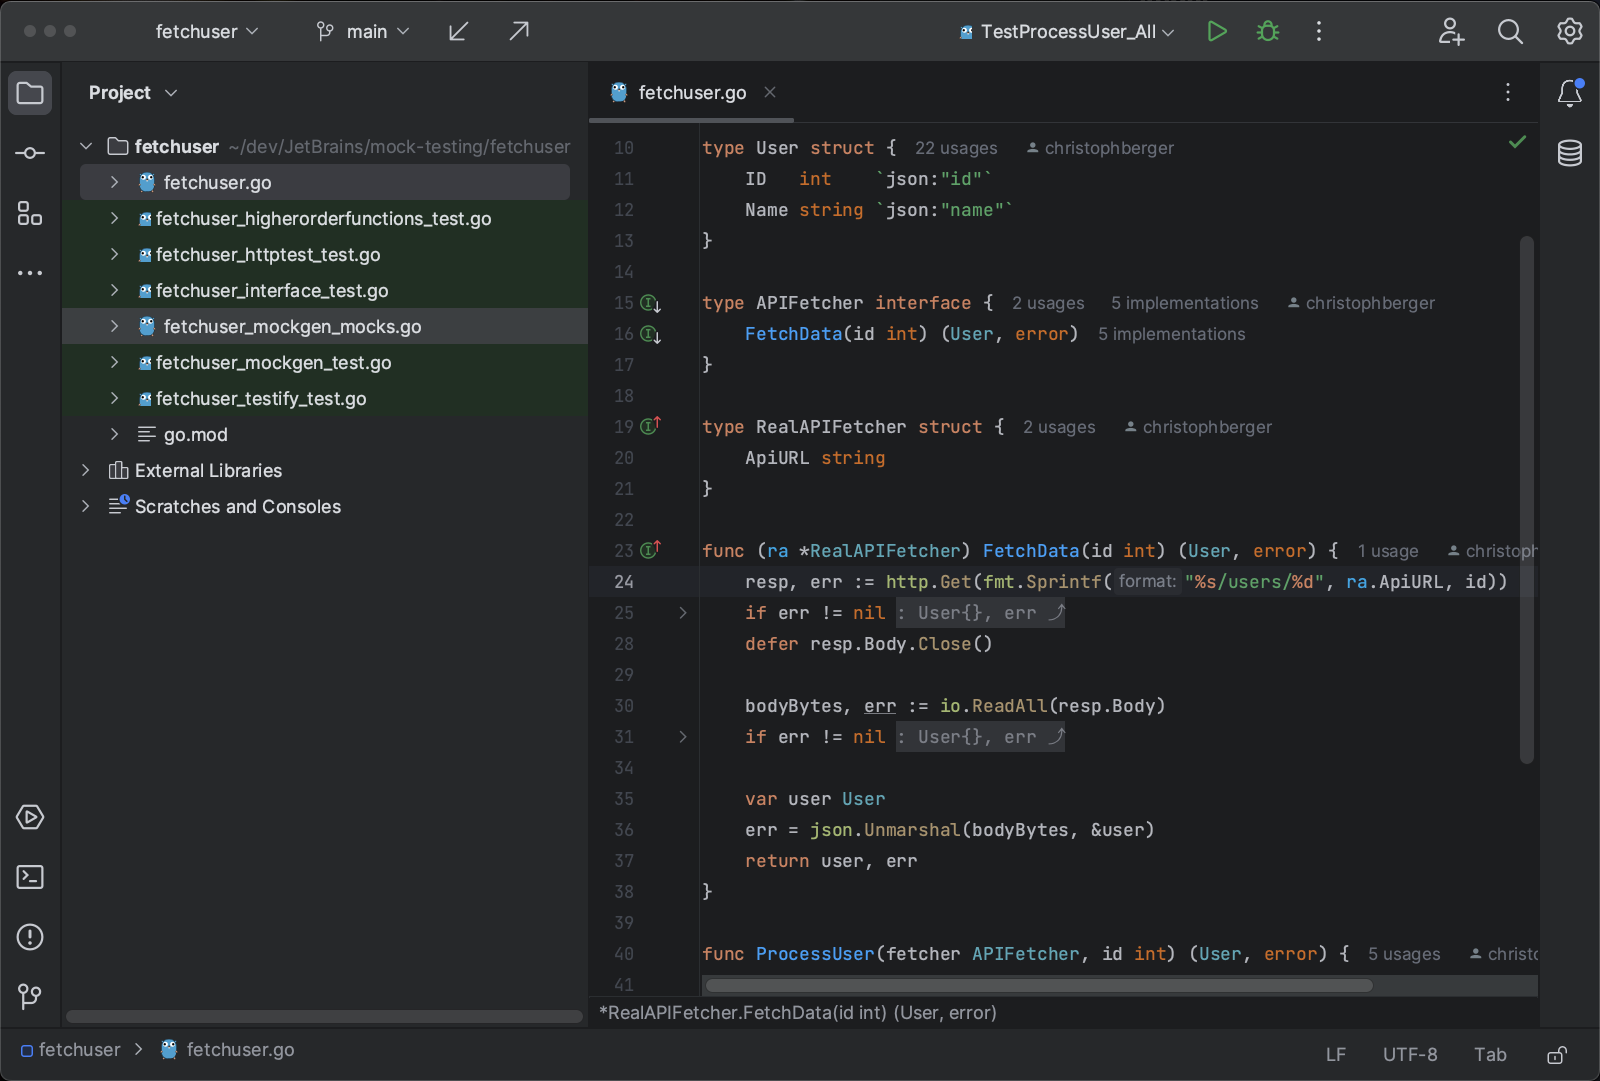 fetchuser
main
TestProcessUser_All
Project
fetchuser ~/dev/JetBrains/mock-testing/fetchuser
fetchuser.go
fetchuser_higherorderfunctions_test.go
fetchuser_httptest_test.go
fetchuser_interface_test.go
fetchuser_mockgen_mocks.go
fetchuser_mockgen_test.go
fetchuser_testify_test.go
go.mod
External Libraries
Scratches and Consoles
fetchuser.go
10 type User struct { 22 usages christophberger
11 ID int `json:"id"`
12 Name string `json:"name"`
13 }
14
15 type APIFetcher interface { 2 usages 5 implementations christophberger
16 FetchData(id int) (User, error) 5 implementations
17 }
18
19 type RealAPIFetcher struct { 2 usages christophberger
20 ApiURL string
21 }
22
23 func (ra *RealAPIFetcher) FetchData(id int) (User, error) { 1 usage christoph
24 resp, err := http.Get(fmt.Sprintf( format: "%s/users/%d", ra.ApiURL, id))
25 if err != nil : User{}, err
28 defer resp.Body.Close()
29
30 bodyBytes, err := io.ReadAll(resp.Body)
31 if err != nil : User{}, err
34
35 var user User
36 err = json.Unmarshal(bodyBytes, &user)
37 return user, err
38 }
39
40 func ProcessUser(fetcher APIFetcher, id int) (User, error) { 5 usages christo
41
*RealAPIFetcher.FetchData(id int) (User, error)
fetchuser > fetchuser.go
LF UTF-8 Tab